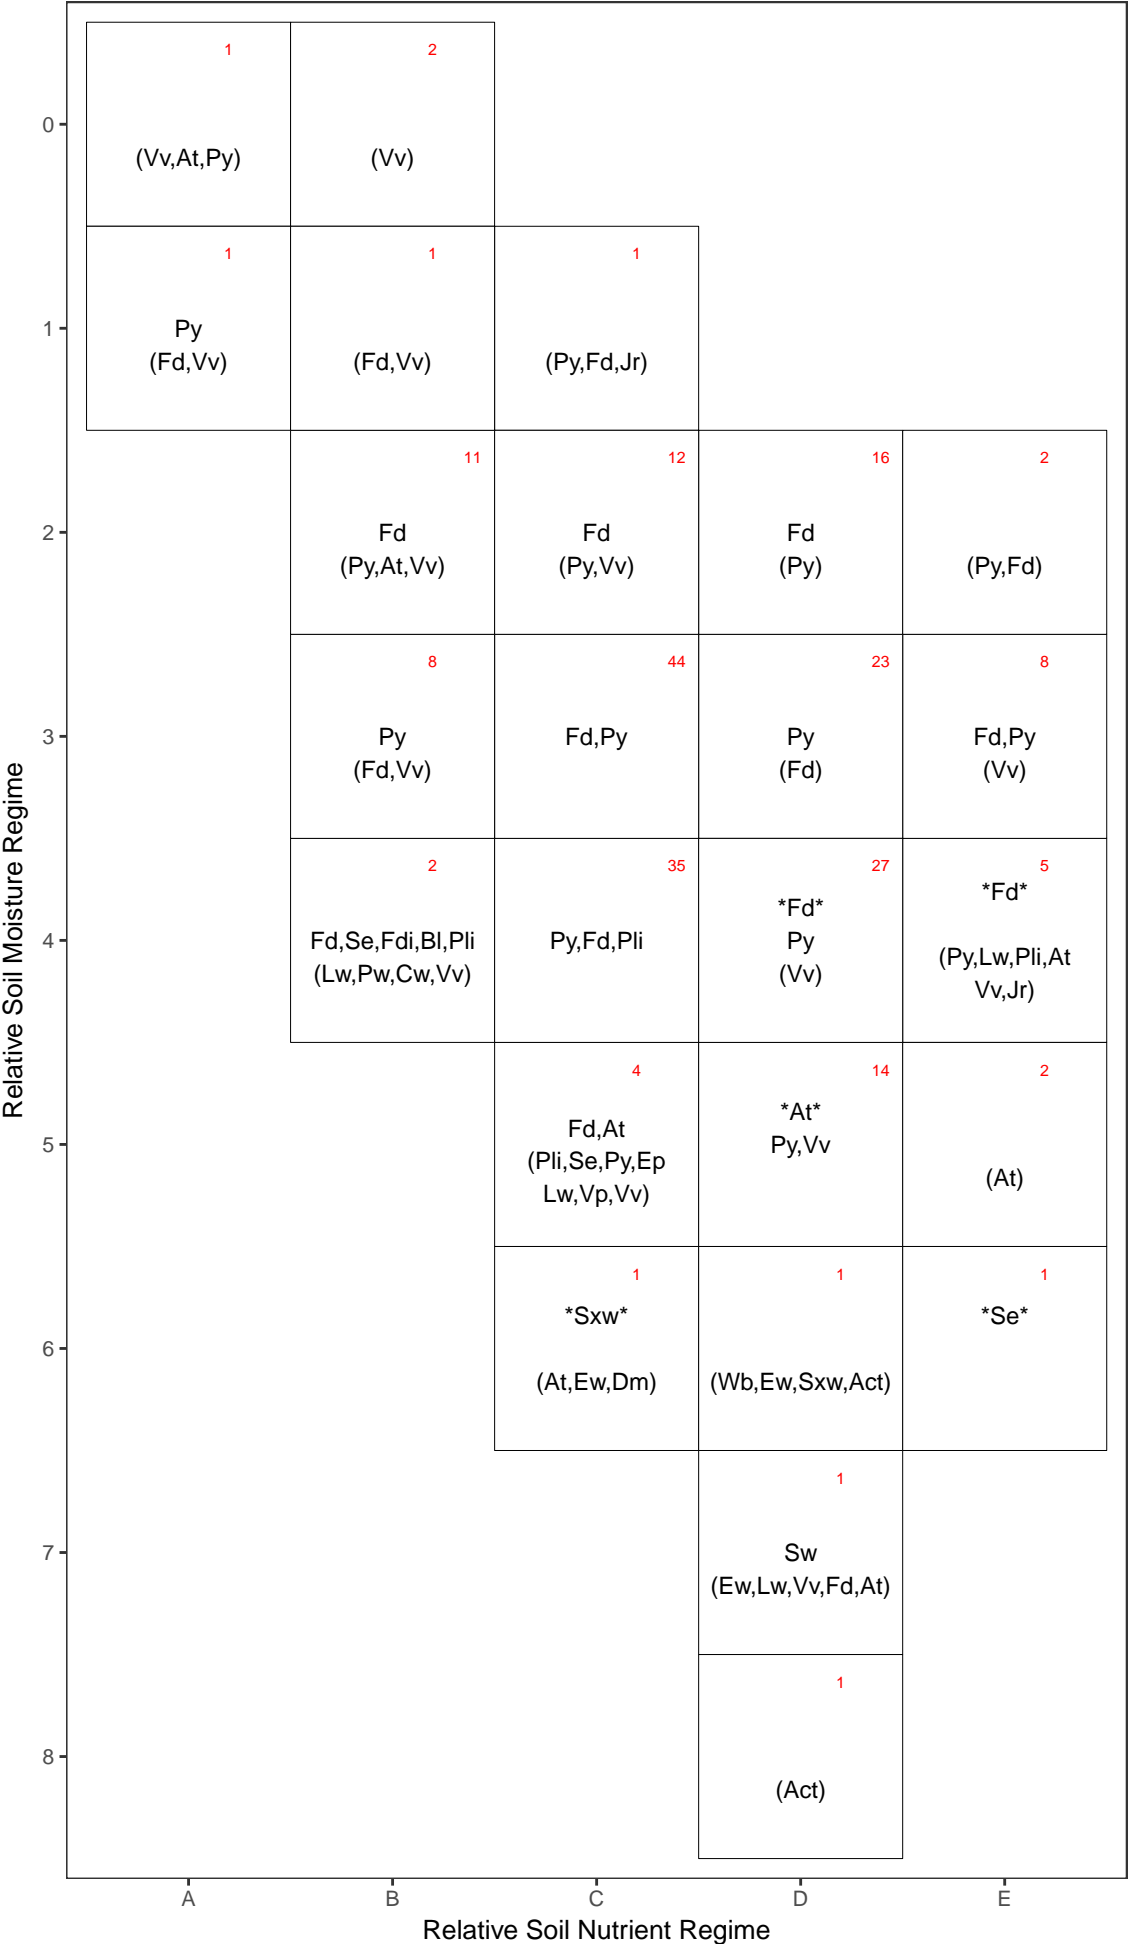 1
2
0
(Vv,At,Py)
(Vv)
1
1
1
1
Py
(Fd,Vv)
(Fd,Vv)
(Py,Fd,Jr)
11
12
16
2
2
Fd
(Py,At,Vv)
Fd
(Py,Vv)
Fd
(Py)
(Py,Fd)
8
44
23
8
3
Py
(Fd,Vv)
Fd,Py
Py
(Fd)
Fd,Py
(Vv)
2
35
27
5
4
Fd,Se,Fdi,Bl,Pli
(Lw,Pw,Cw,Vv)
Py,Fd,Pli
*Fd*
Py
(Vv)
*Fd*
(Py,Lw,Pli,At
Vv,Jr)
4
14
2
5
Fd,At
(Pli,Se,Py,Ep
Lw,Vp,Vv)
*At*
Py,Vv
(At)
1
1
1
6
*Sxw*
(At,Ew,Dm)
(Wb,Ew,Sxw,Act)
*Se*
1
7
Sw
(Ew,Lw,Vv,Fd,At)
1
8
(Act)
A
B
C
D
E
Relative Soil Nutrient Regime
Relative Soil Moisture Regime